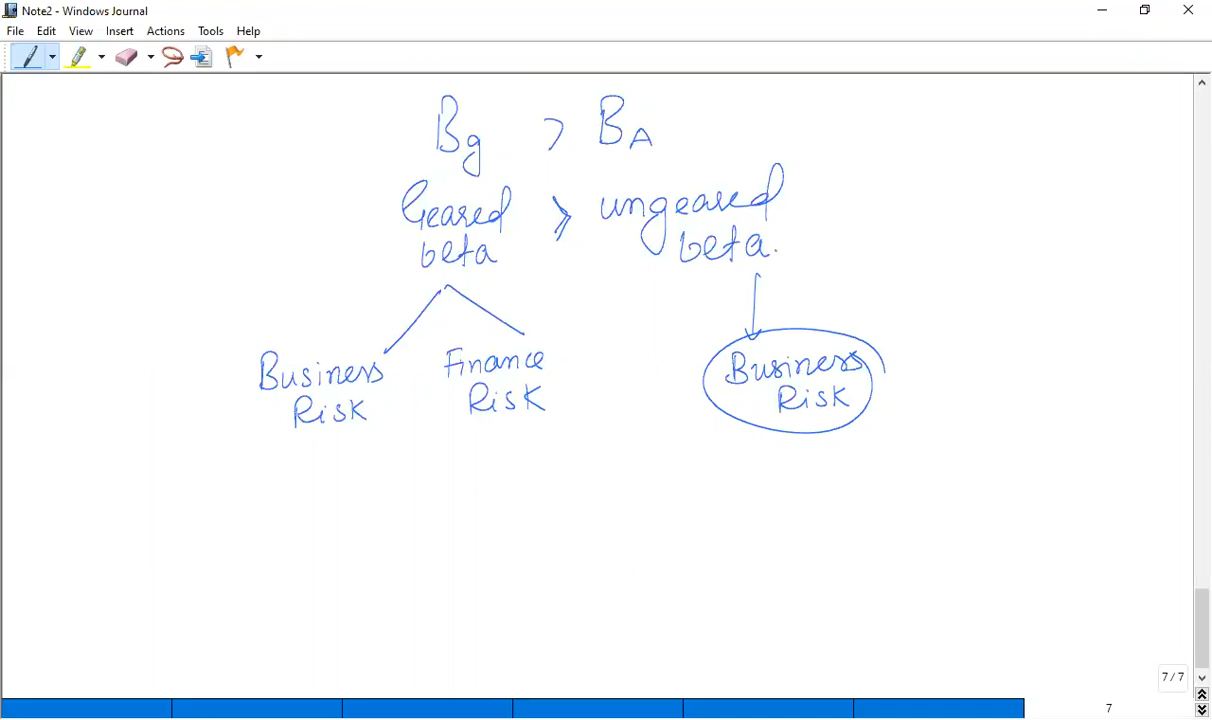 Note2 - Windows Journal
File Edit View Insert Actions Tools Help
Bg > BA
Geared > ungeared
beta beta.
Business Finance Business
Risk Risk Risk
7 / 7
7